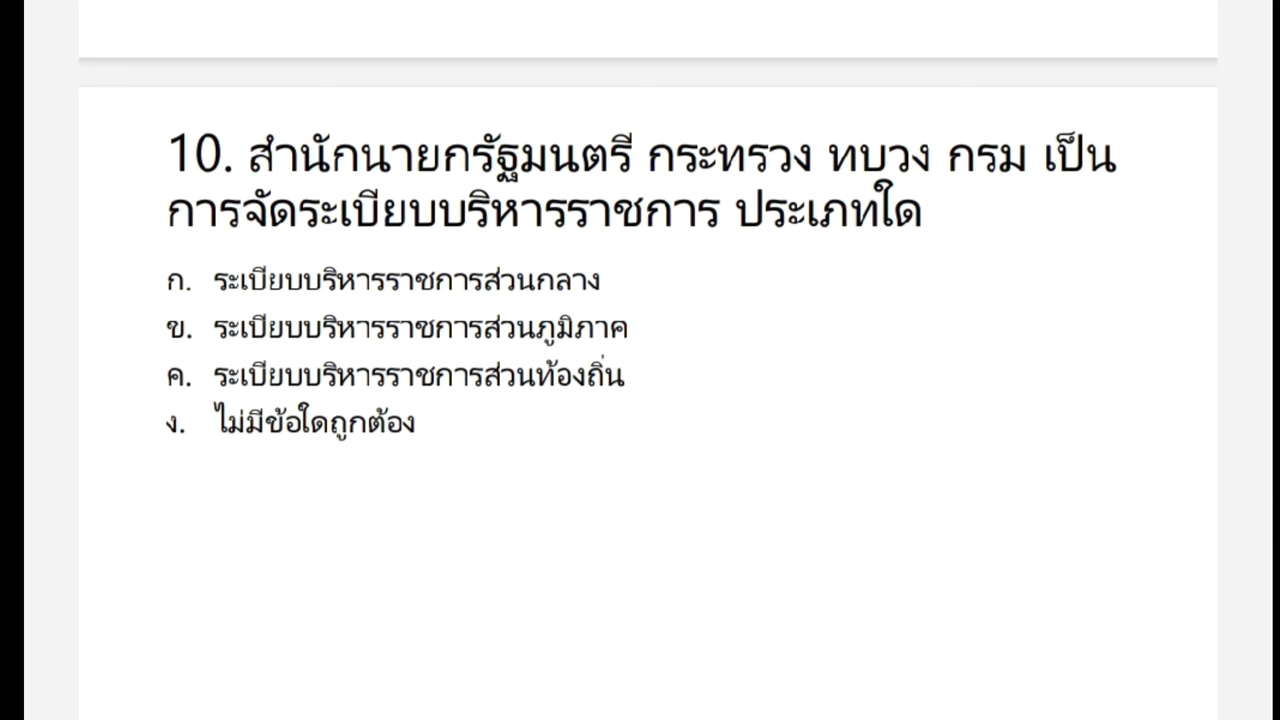 10. สำนักนายกรัฐมนตรี กระทรวง ทบวง กรม เป็น
การจัดระเบียบบริหารราชการ ประเภทใด
ก. ระเบียบบริหารราชการส่วนกลาง
ข. ระเบียบบริหารราชการส่วนภูมิภาค
ค. ระเบียบบริหารราชการส่วนท้องถิ่น
ง. ไม่มีข้อใดถูกต้อง